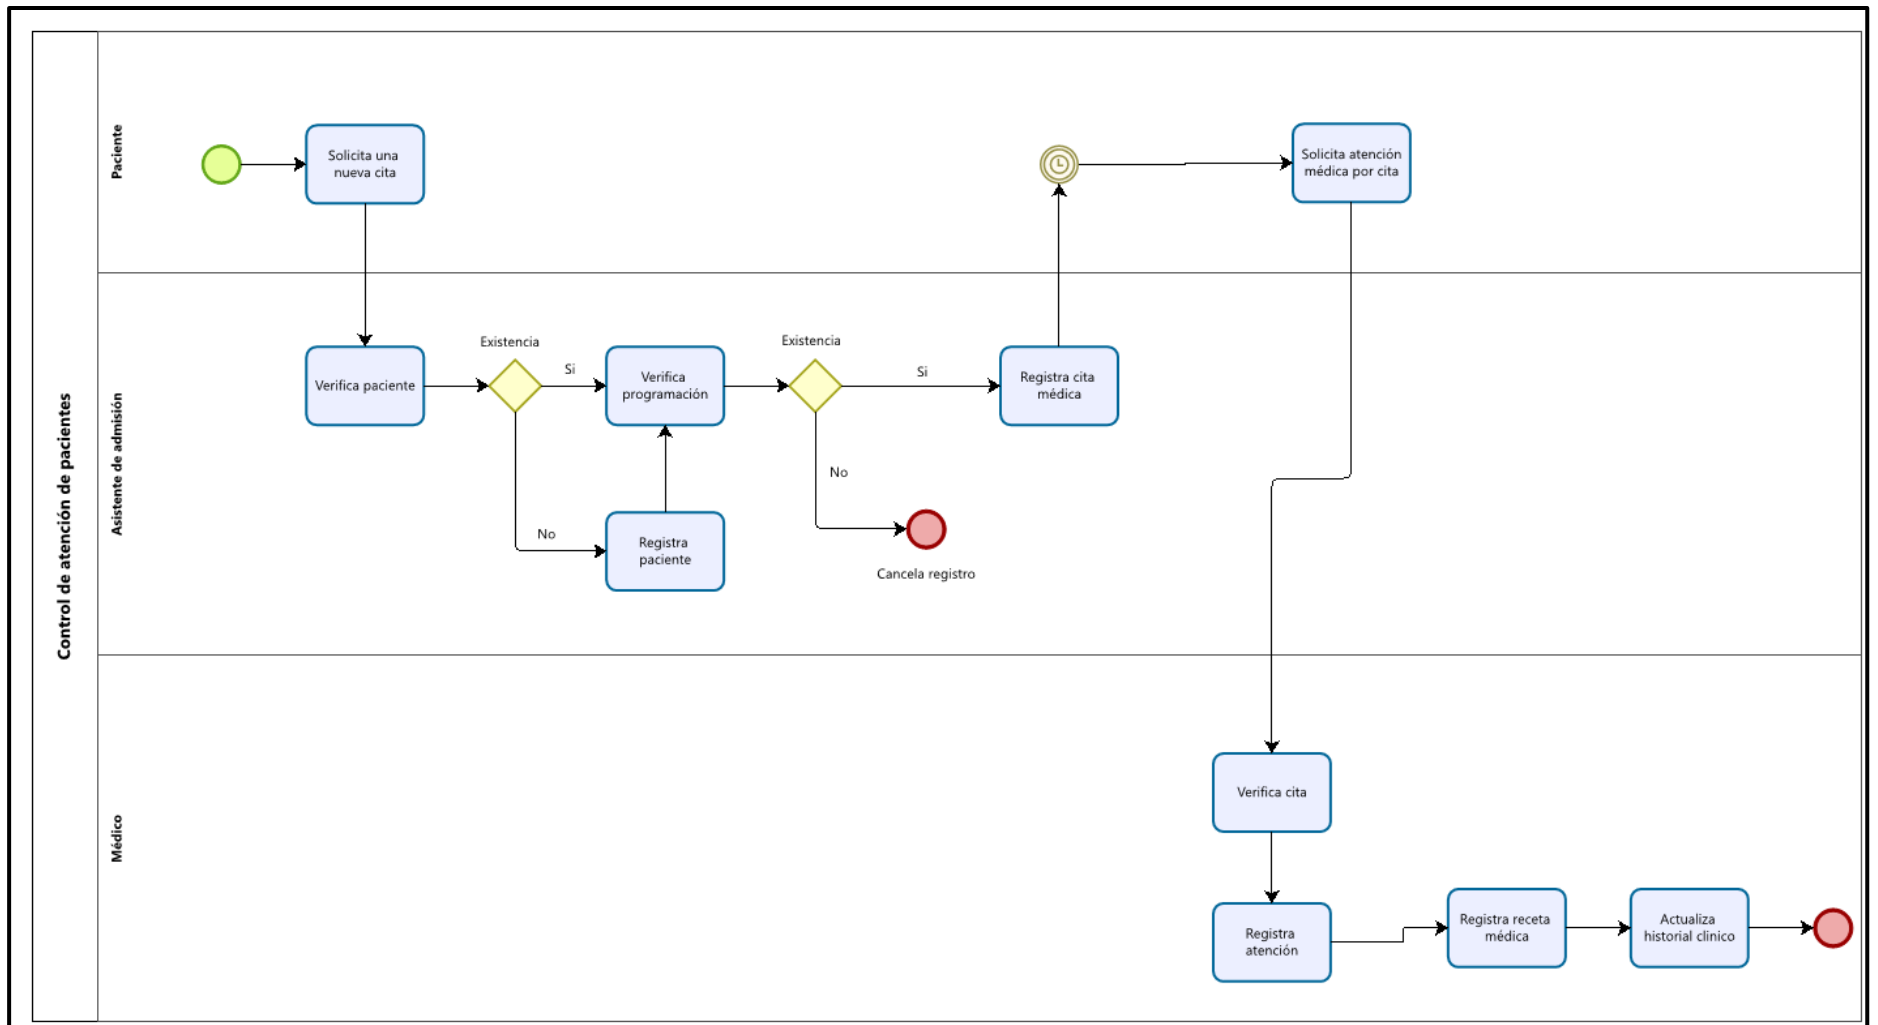 Control de atención de pacientes
Paciente
Solicita una
nueva cita
Solicita atención
médica por cita
Asistente de admisión
Verifica paciente
Existencia
Si
No
Verifica
programación
Registra
paciente
Existencia
Si
No
Cancela registro
Registra cita
médica
Médico
Verifica cita
Registra
atención
Registra receta
médica
Actualiza
historial clinico